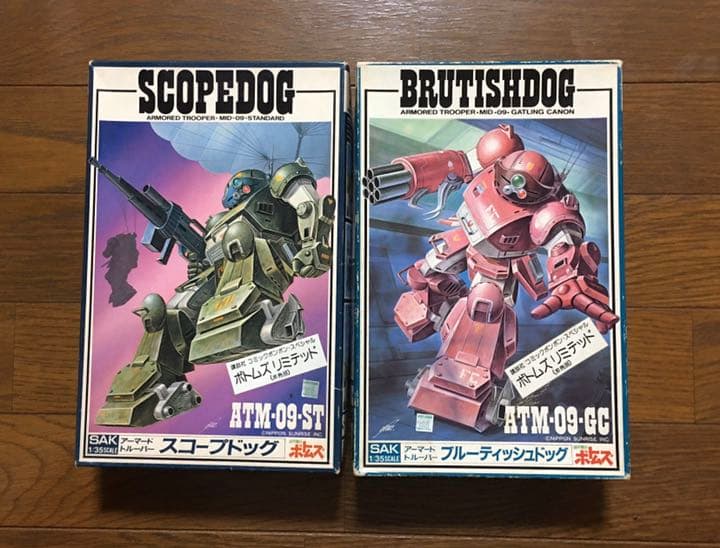 SCOPEDOG
ARMORED TROOPER・MID-09-STANDARD
講談社 コミックボンボン・スペシャル
ボトムズ リミテッド
ATM-09-ST
©NIPPON SUNRISE INC.
SAK
1:35SCALE
アーマード
トルーパー
スコープドッグ
ボトムズ
BRUTISHDOG
ARMORED TROOPER・MID-09-GATLING CANON
講談社 コミックボンボン・スペシャル
ボトムズ リミテッド
ATM-09-GC
©NIPPON SUNRISE INC.
SAK
1:35SCALE
アーマード
トルーパー
ブルーティッシュドッグ
ボトムズ